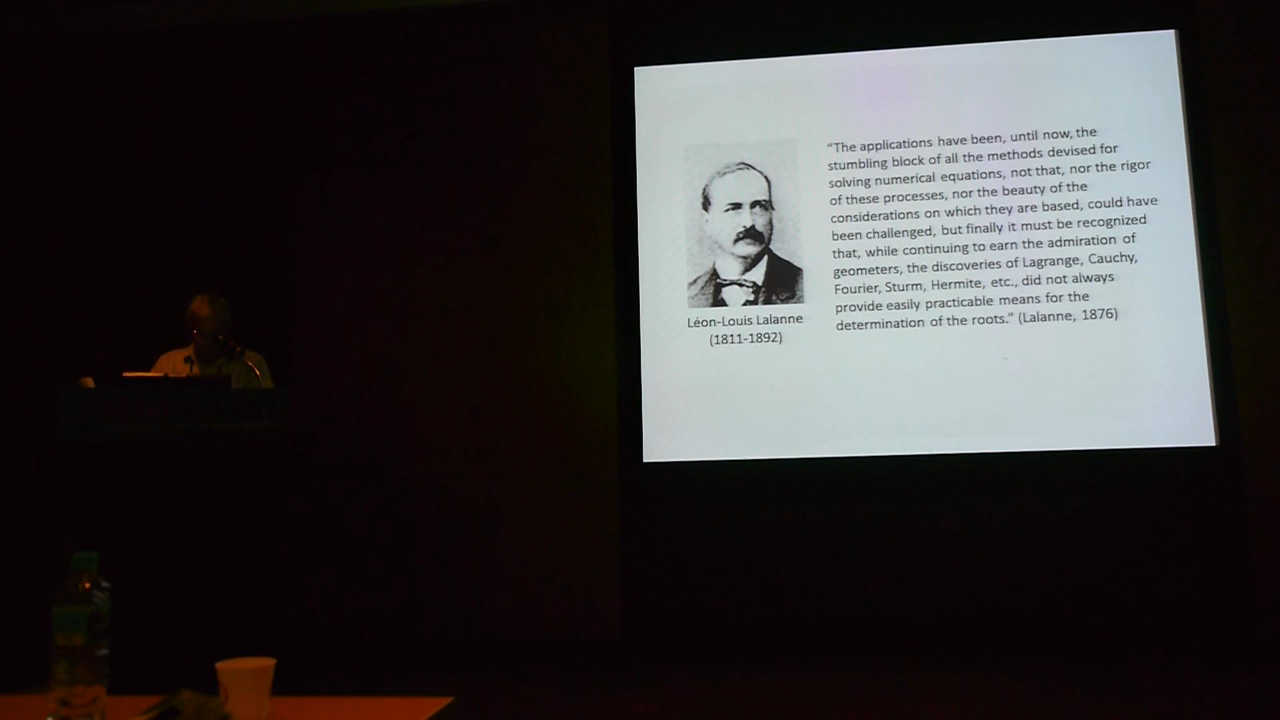 “The applications have been, until now, the
stumbling block of all the methods devised for
solving numerical equations, not that, nor the rigor
of these processes, nor the beauty of the
considerations on which they are based, could have
been challenged, but finally it must be recognized
that, while continuing to earn the admiration of
geometers, the discoveries of Lagrange, Cauchy,
Fourier, Sturm, Hermite, etc., did not always
provide easily practicable means for the
determination of the roots.” (Lalanne, 1876)
Léon-Louis Lalanne
(1811-1892)